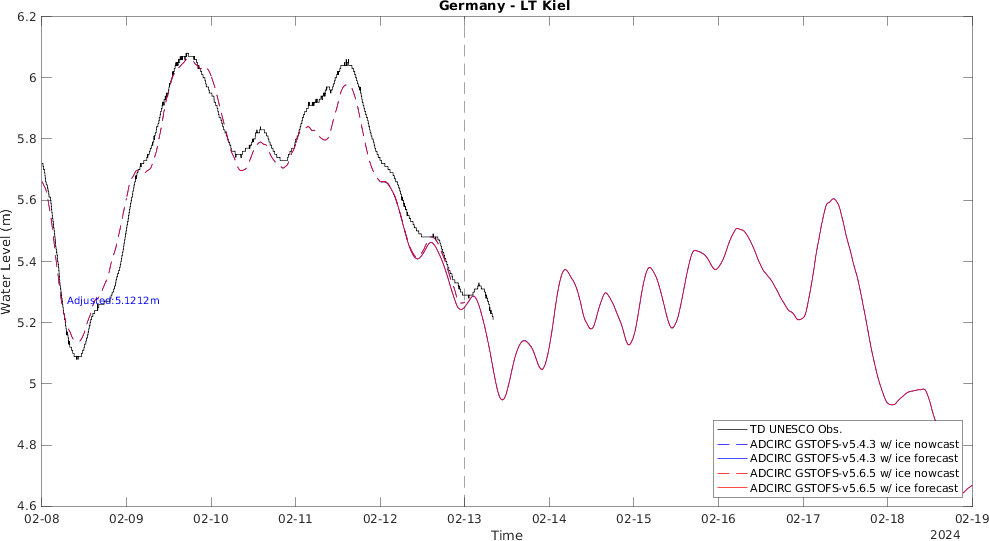 Germany - LT Kiel
6.2
6
5.8
5.6
5.4
5.2
5
4.8
4.6
Water Level (m)
Adjusted:5.1212m
TD UNESCO Obs.
ADCIRC GSTOFS-v5.4.3 w/ ice nowcast
ADCIRC GSTOFS-v5.4.3 w/ ice forecast
ADCIRC GSTOFS-v5.6.5 w/ ice nowcast
ADCIRC GSTOFS-v5.6.5 w/ ice forecast
02-08 02-09 02-10 02-11 02-12 02-13 02-14 02-15 02-16 02-17 02-18 02-19
Time
2024